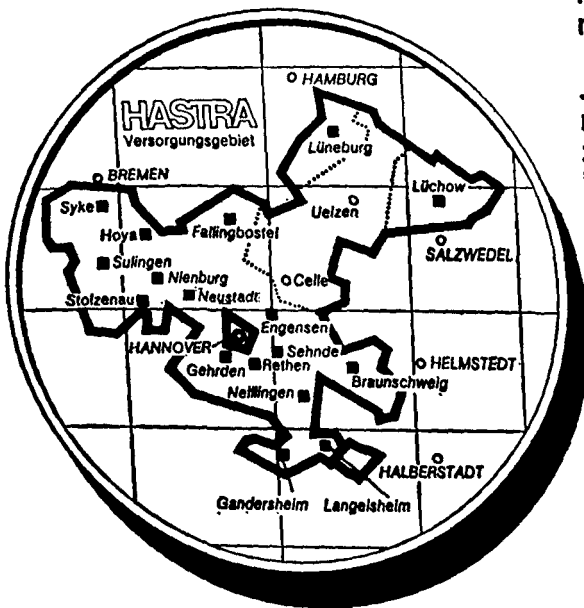 HAMBURG
HASTRA
Versorgungsgebiet
Lüneburg
BREMEN
Syke
Uelzen
Lüchow
Hoya
Fallingbostel
SALZWEDEL
Sulingen
Nienburg
Celle
Stolzenau
Neustadt
Engensen
HANNOVER
Sehnde
HELMSTEDT
Gehrden
Rethen
Braunschweig
Nettlingen
HALBERSTADT
Gandersheim
Langelsheim